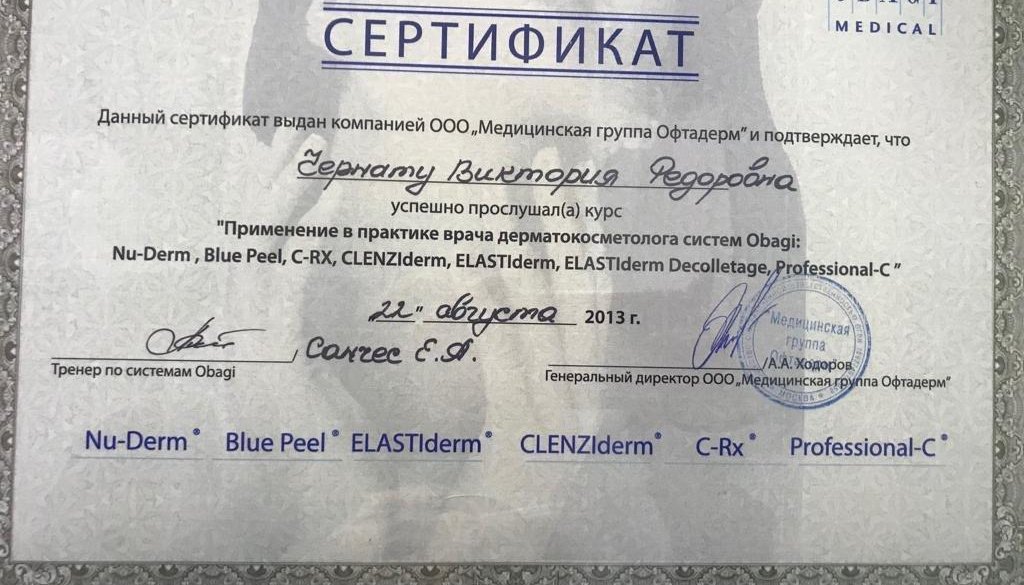 MEDICAL
СЕРТИФИКАТ
Данный сертификат выдан компанией ООО „Медицинская группа Офтадерм” и подтверждает, что
Чернату Виктория Федоровна
успешно прослушал(а) курс
"Применение в практике врача дерматокосметолога систем Obagi:
Nu-Derm , Blue Peel, C-RX, CLENZIderm, ELASTIderm, ELASTIderm Decolletage, Professional-C ”
22 " августа 2013 г.
, Санчес Е.А.
Тренер по системам Obagi
Медицинская
группа
Офтадерм
МОСКВА
/А.А. Ходоров
Генеральный директор ООО „Медицинская группа Офтадерм”
Nu-Derm ® Blue Peel ® ELASTIderm ® CLENZIderm ® C-Rx ® Professional-C ®